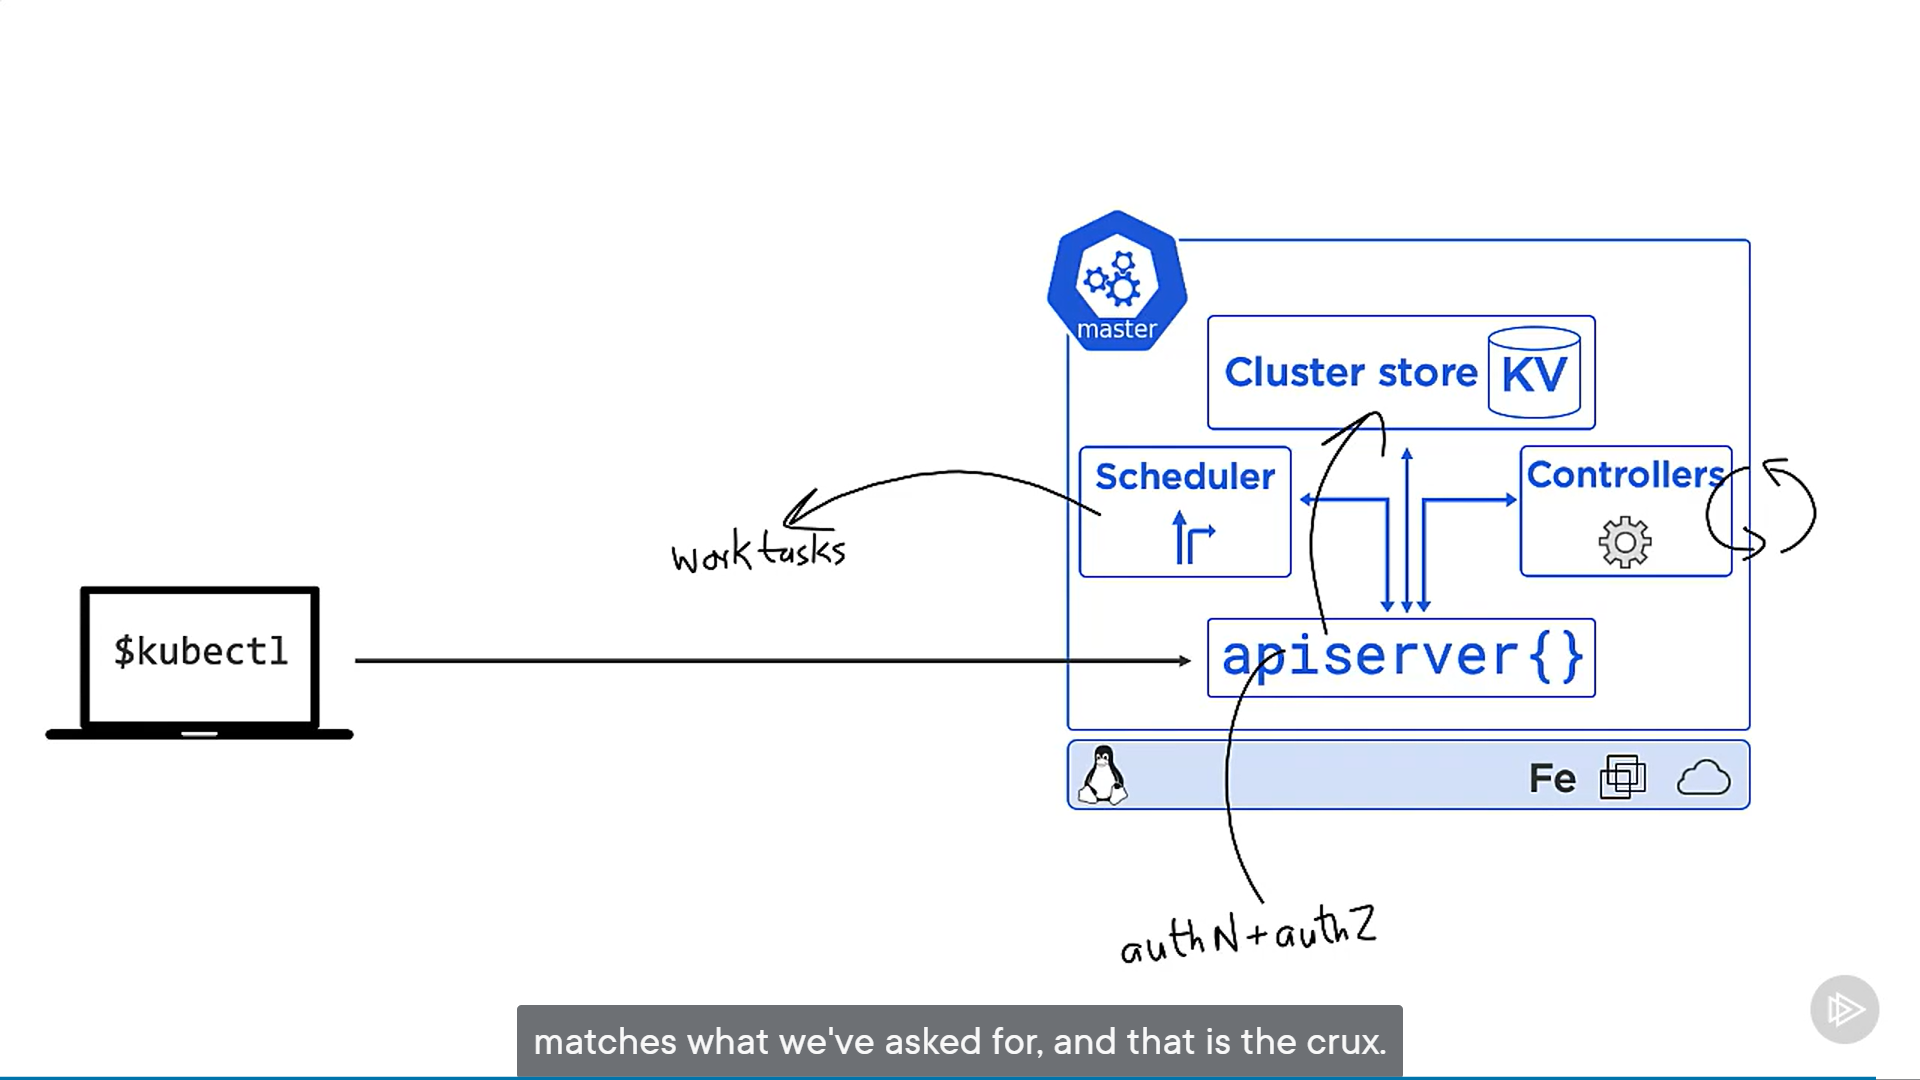 master
Cluster store KV
Scheduler
Controllers
work tasks
$kubectl
apiserver{}
Fe
authN+authZ
matches what we've asked for, and that is the crux.